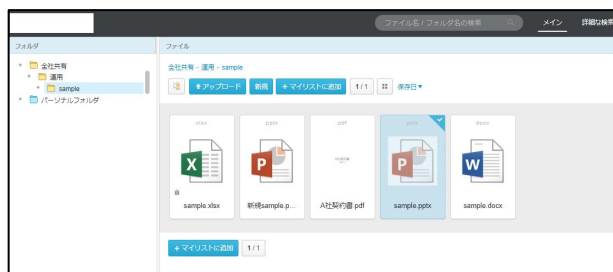 ファイル名 / フォルダ名の検索
メイン
詳細な検索
フォルダ
ファイル
全社共有
運用
sample
パーソナルフォルダ
全社共有 - 運用 - sample
アップロード
新規
+ マイリストに追加
1 / 1
保存日▼
xlsx
pptx
pdf
pptx
docx
sample.xlsx
新規sample.p...
A社契約書.pdf
sample.pptx
sample.docx
+ マイリストに追加
1 / 1